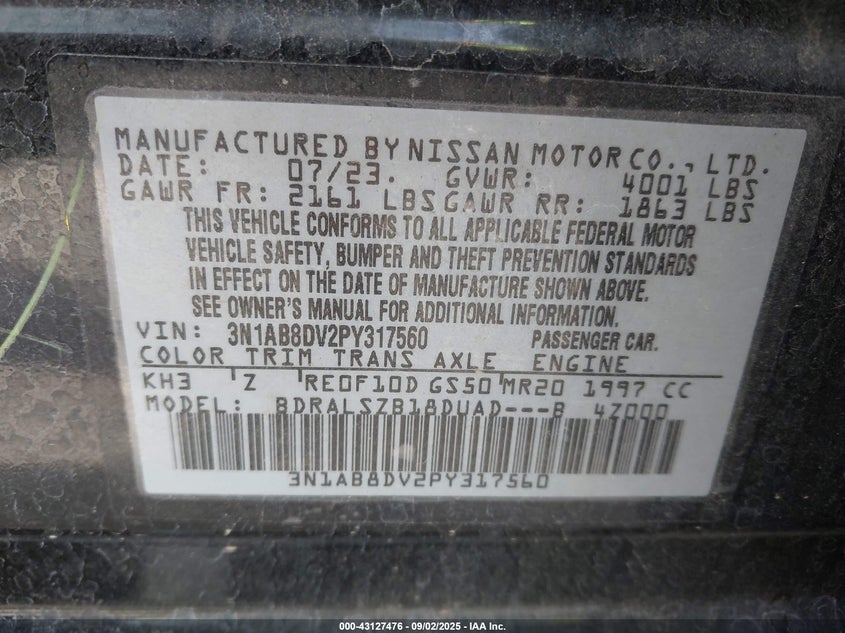 MANUFACTURED BY NISSAN MOTOR CO., LTD.
DATE: 07/23. GVWR: 4001 LBS
GAWR FR: 2161 LBS GAWR RR: 1863 LBS
THIS VEHICLE CONFORMS TO ALL APPLICABLE FEDERAL MOTOR
VEHICLE SAFETY, BUMPER AND THEFT PREVENTION STANDARDS
IN EFFECT ON THE DATE OF MANUFACTURE SHOWN ABOVE.
SEE OWNER'S MANUAL FOR ADDITIONAL INFORMATION.
VIN: 3N1AB8DV2PY317560 PASSENGER CAR.
COLOR TRIM TRANS AXLE ENGINE
KH3 Z RE0F10D GS50 MR20 1997 CC
MODEL: BDRALSZB18DUAD---B 4Z000
3N1AB8DV2PY317560
000-43127476 - 09/02/2025 - IAA Inc.